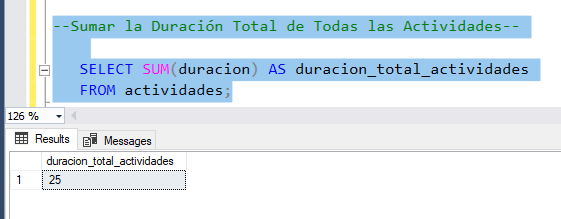 --Sumar la Duración Total de Todas las Actividades--
SELECT SUM(duracion) AS duracion_total_actividades
FROM actividades;
126 %
Results Messages
duracion_total_actividades
1 25